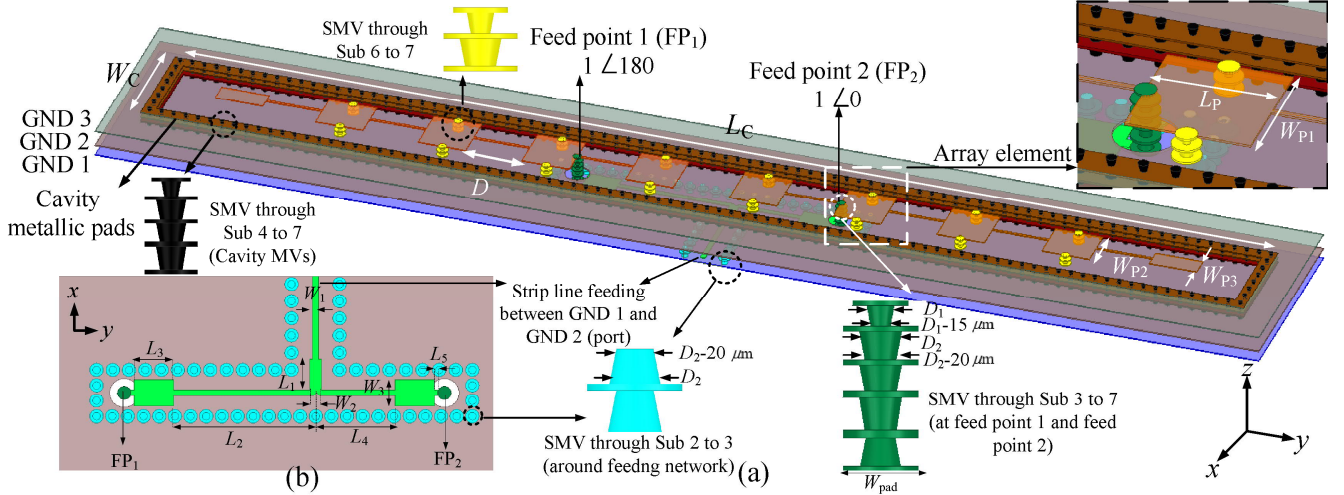 SMV through
Sub 6 to 7
Feed point 1 (FP1)
1 ∠180
Feed point 2 (FP2)
1 ∠0
WC
LC
LP
WP1
GND 3
GND 2
GND 1
Array element
Cavity
metallic pads
D
SMV through
Sub 4 to 7
(Cavity MVs)
WP2
WP3
x
y
W1
Strip line feeding
between GND 1 and
GND 2 (port)
D2-20 μm
D2
D1
D1-15 μm
D2
D2-20 μm
L3
L1
W3
L5
W2
L2
L4
FP1
FP2
(b)
SMV through Sub 2 to 3
(around feedng network)
(a)
SMV through Sub 3 to 7
(at feed point 1 and feed
point 2)
Wpad
z
y
x